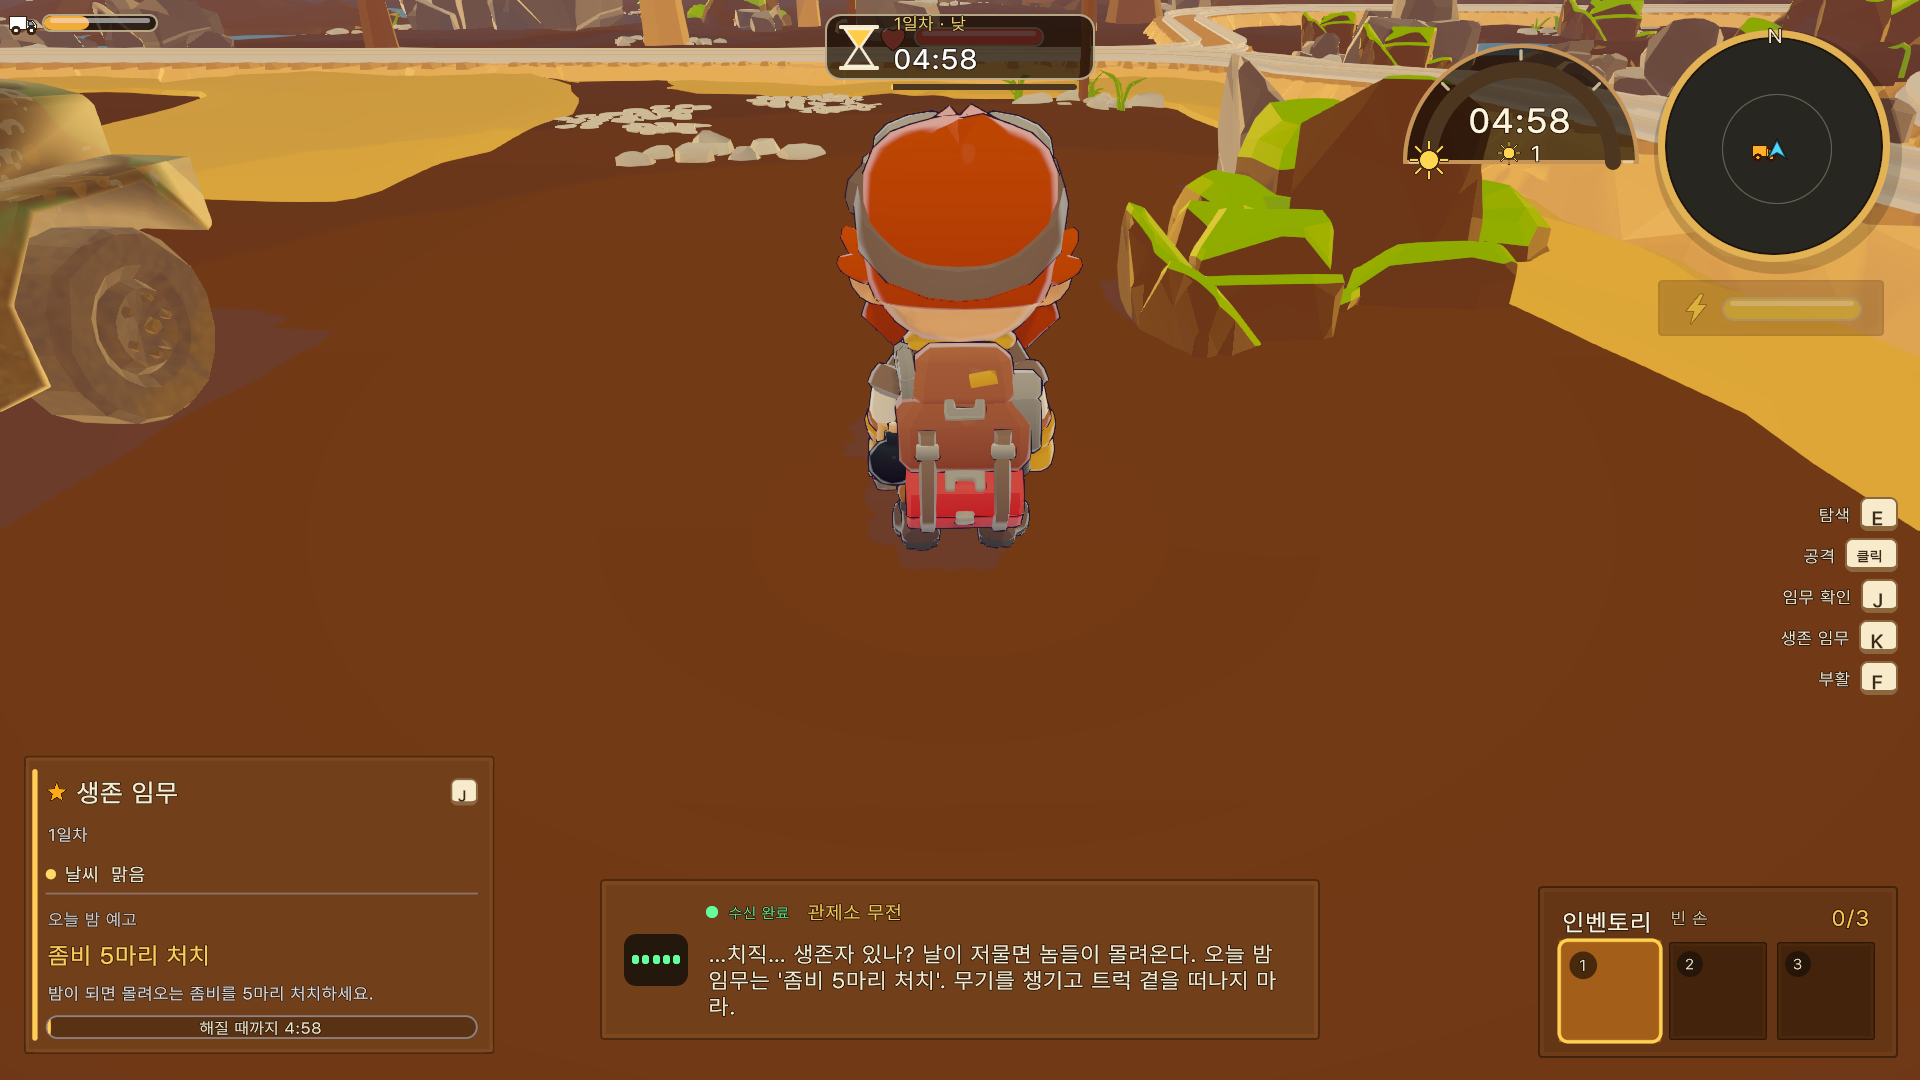 1일차 · 낮
04:58
N
04:58
1
탐색 E
공격 클릭
임무 확인 J
생존 임무 K
부활 F
생존 임무 J
1일차
날씨 맑음
오늘 밤 예고
좀비 5마리 처치
밤이 되면 몰려오는 좀비를 5마리 처치하세요.
해질 때까지 4:58
수신 완료 관제소 무전
...치직... 생존자 있나? 날이 저물면 놈들이 몰려온다. 오늘 밤
임무는 '좀비 5마리 처치'. 무기를 챙기고 트럭 곁을 떠나지 마
라.
인벤토리 빈 손 0/3
1 2 3